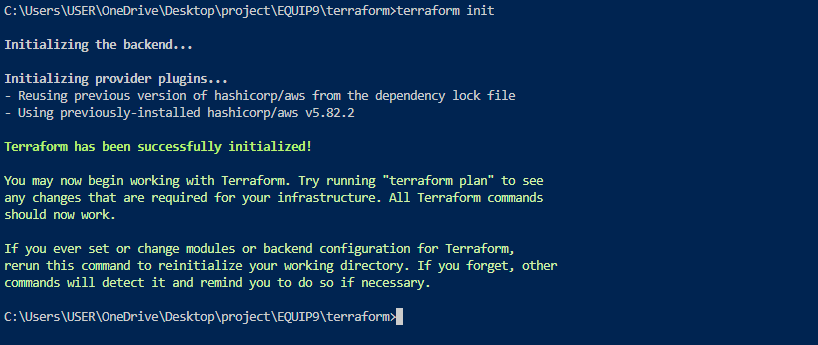 C:\Users\USER\OneDrive\Desktop\project\EQUIP9\terraform>terraform init
Initializing the backend...
Initializing provider plugins...
- Reusing previous version of hashicorp/aws from the dependency lock file
- Using previously-installed hashicorp/aws v5.82.2
Terraform has been successfully initialized!
You may now begin working with Terraform. Try running "terraform plan" to see
any changes that are required for your infrastructure. All Terraform commands
should now work.
If you ever set or change modules or backend configuration for Terraform,
rerun this command to reinitialize your working directory. If you forget, other
commands will detect it and remind you to do so if necessary.
C:\Users\USER\OneDrive\Desktop\project\EQUIP9\terraform>